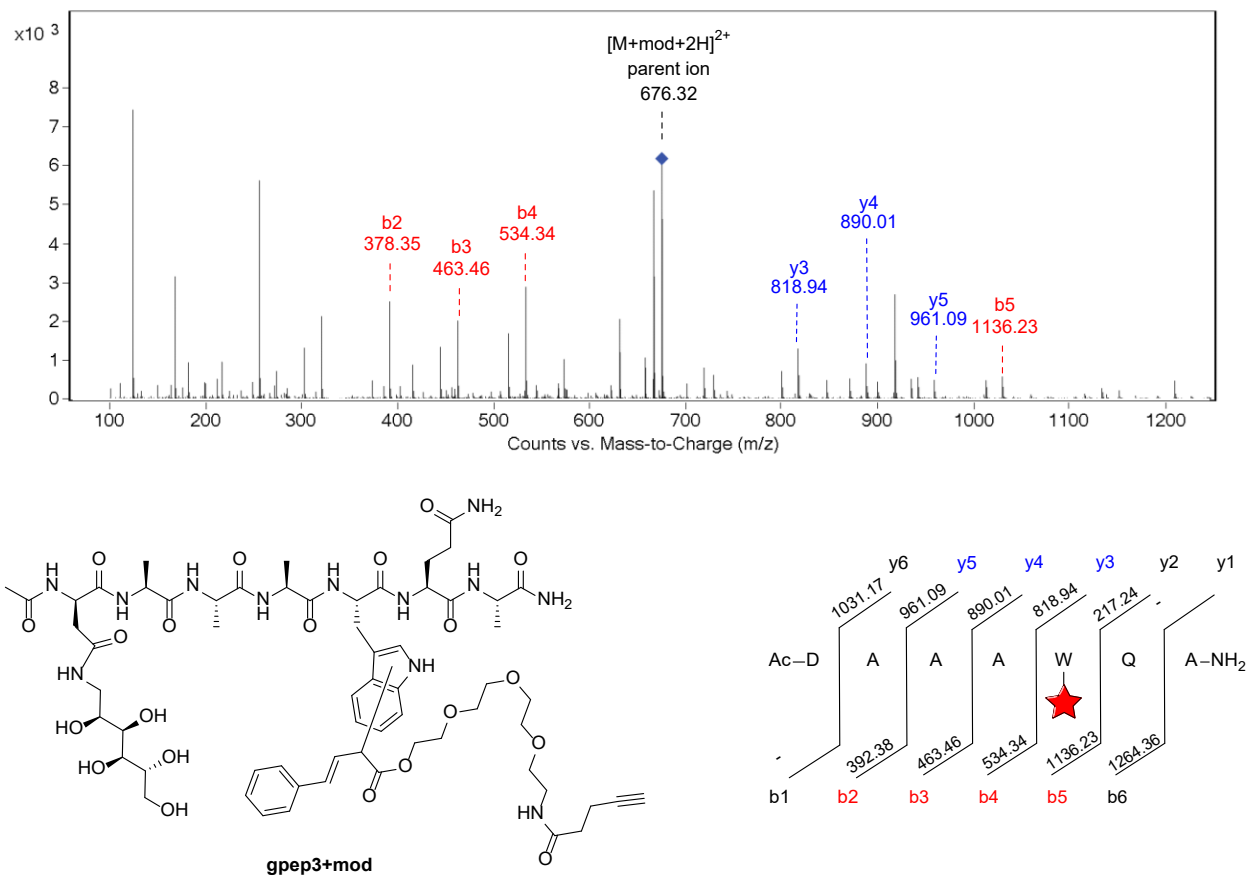 x10 3
[M+mod+2H]2+
parent ion
676.32
8
7
6
5
4
3
2
1
0
b2
378.35
b3
463.46
b4
534.34
y3
818.94
y4
890.01
y5
961.09
b5
1136.23
100 200 300 400 500 600 700 800 900 1000 1100 1200
Counts vs. Mass-to-Charge (m/z)
O NH2
H N O H N O H N O H N O
O N H O N H O N H O NH2
O
HN
NH
HO OH
HO OH
OH
O
O
O
O
O
HN
O
gpep3+mod
y6 y5 y4 y3 y2 y1
1031.17 961.09 890.01 818.94 217.24 -
Ac–D A A A W Q A–NH2
- 392.38 463.46 534.34 1136.23 1264.36
b1 b2 b3 b4 b5 b6